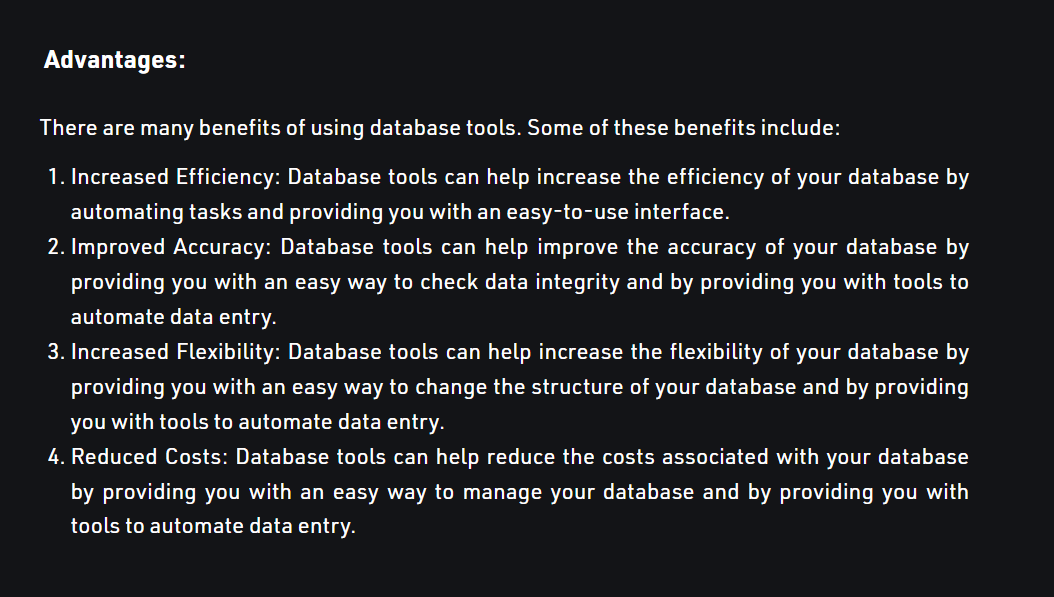 Advantages:
There are many benefits of using database tools. Some of these benefits include:
1. Increased Efficiency: Database tools can help increase the efficiency of your database by
automating tasks and providing you with an easy-to-use interface.
2. Improved Accuracy: Database tools can help improve the accuracy of your database by
providing you with an easy way to check data integrity and by providing you with tools to
automate data entry.
3. Increased Flexibility: Database tools can help increase the flexibility of your database by
providing you with an easy way to change the structure of your database and by providing
you with tools to automate data entry.
4. Reduced Costs: Database tools can help reduce the costs associated with your database
by providing you with an easy way to manage your database and by providing you with
tools to automate data entry.